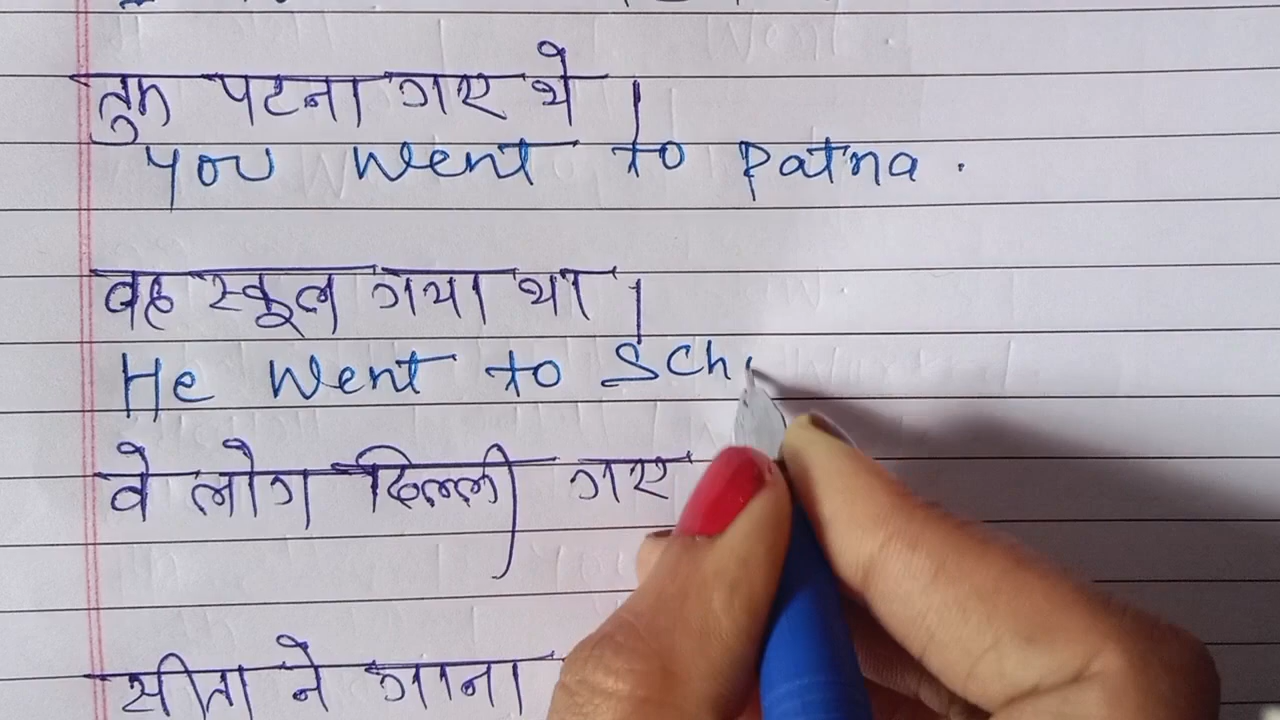 तुम पटना गए थे।
You Went to Patna.
वह स्कूल गया था।
He Went to Sch
वे लोग दिल्ली गए
सीता ने गाना